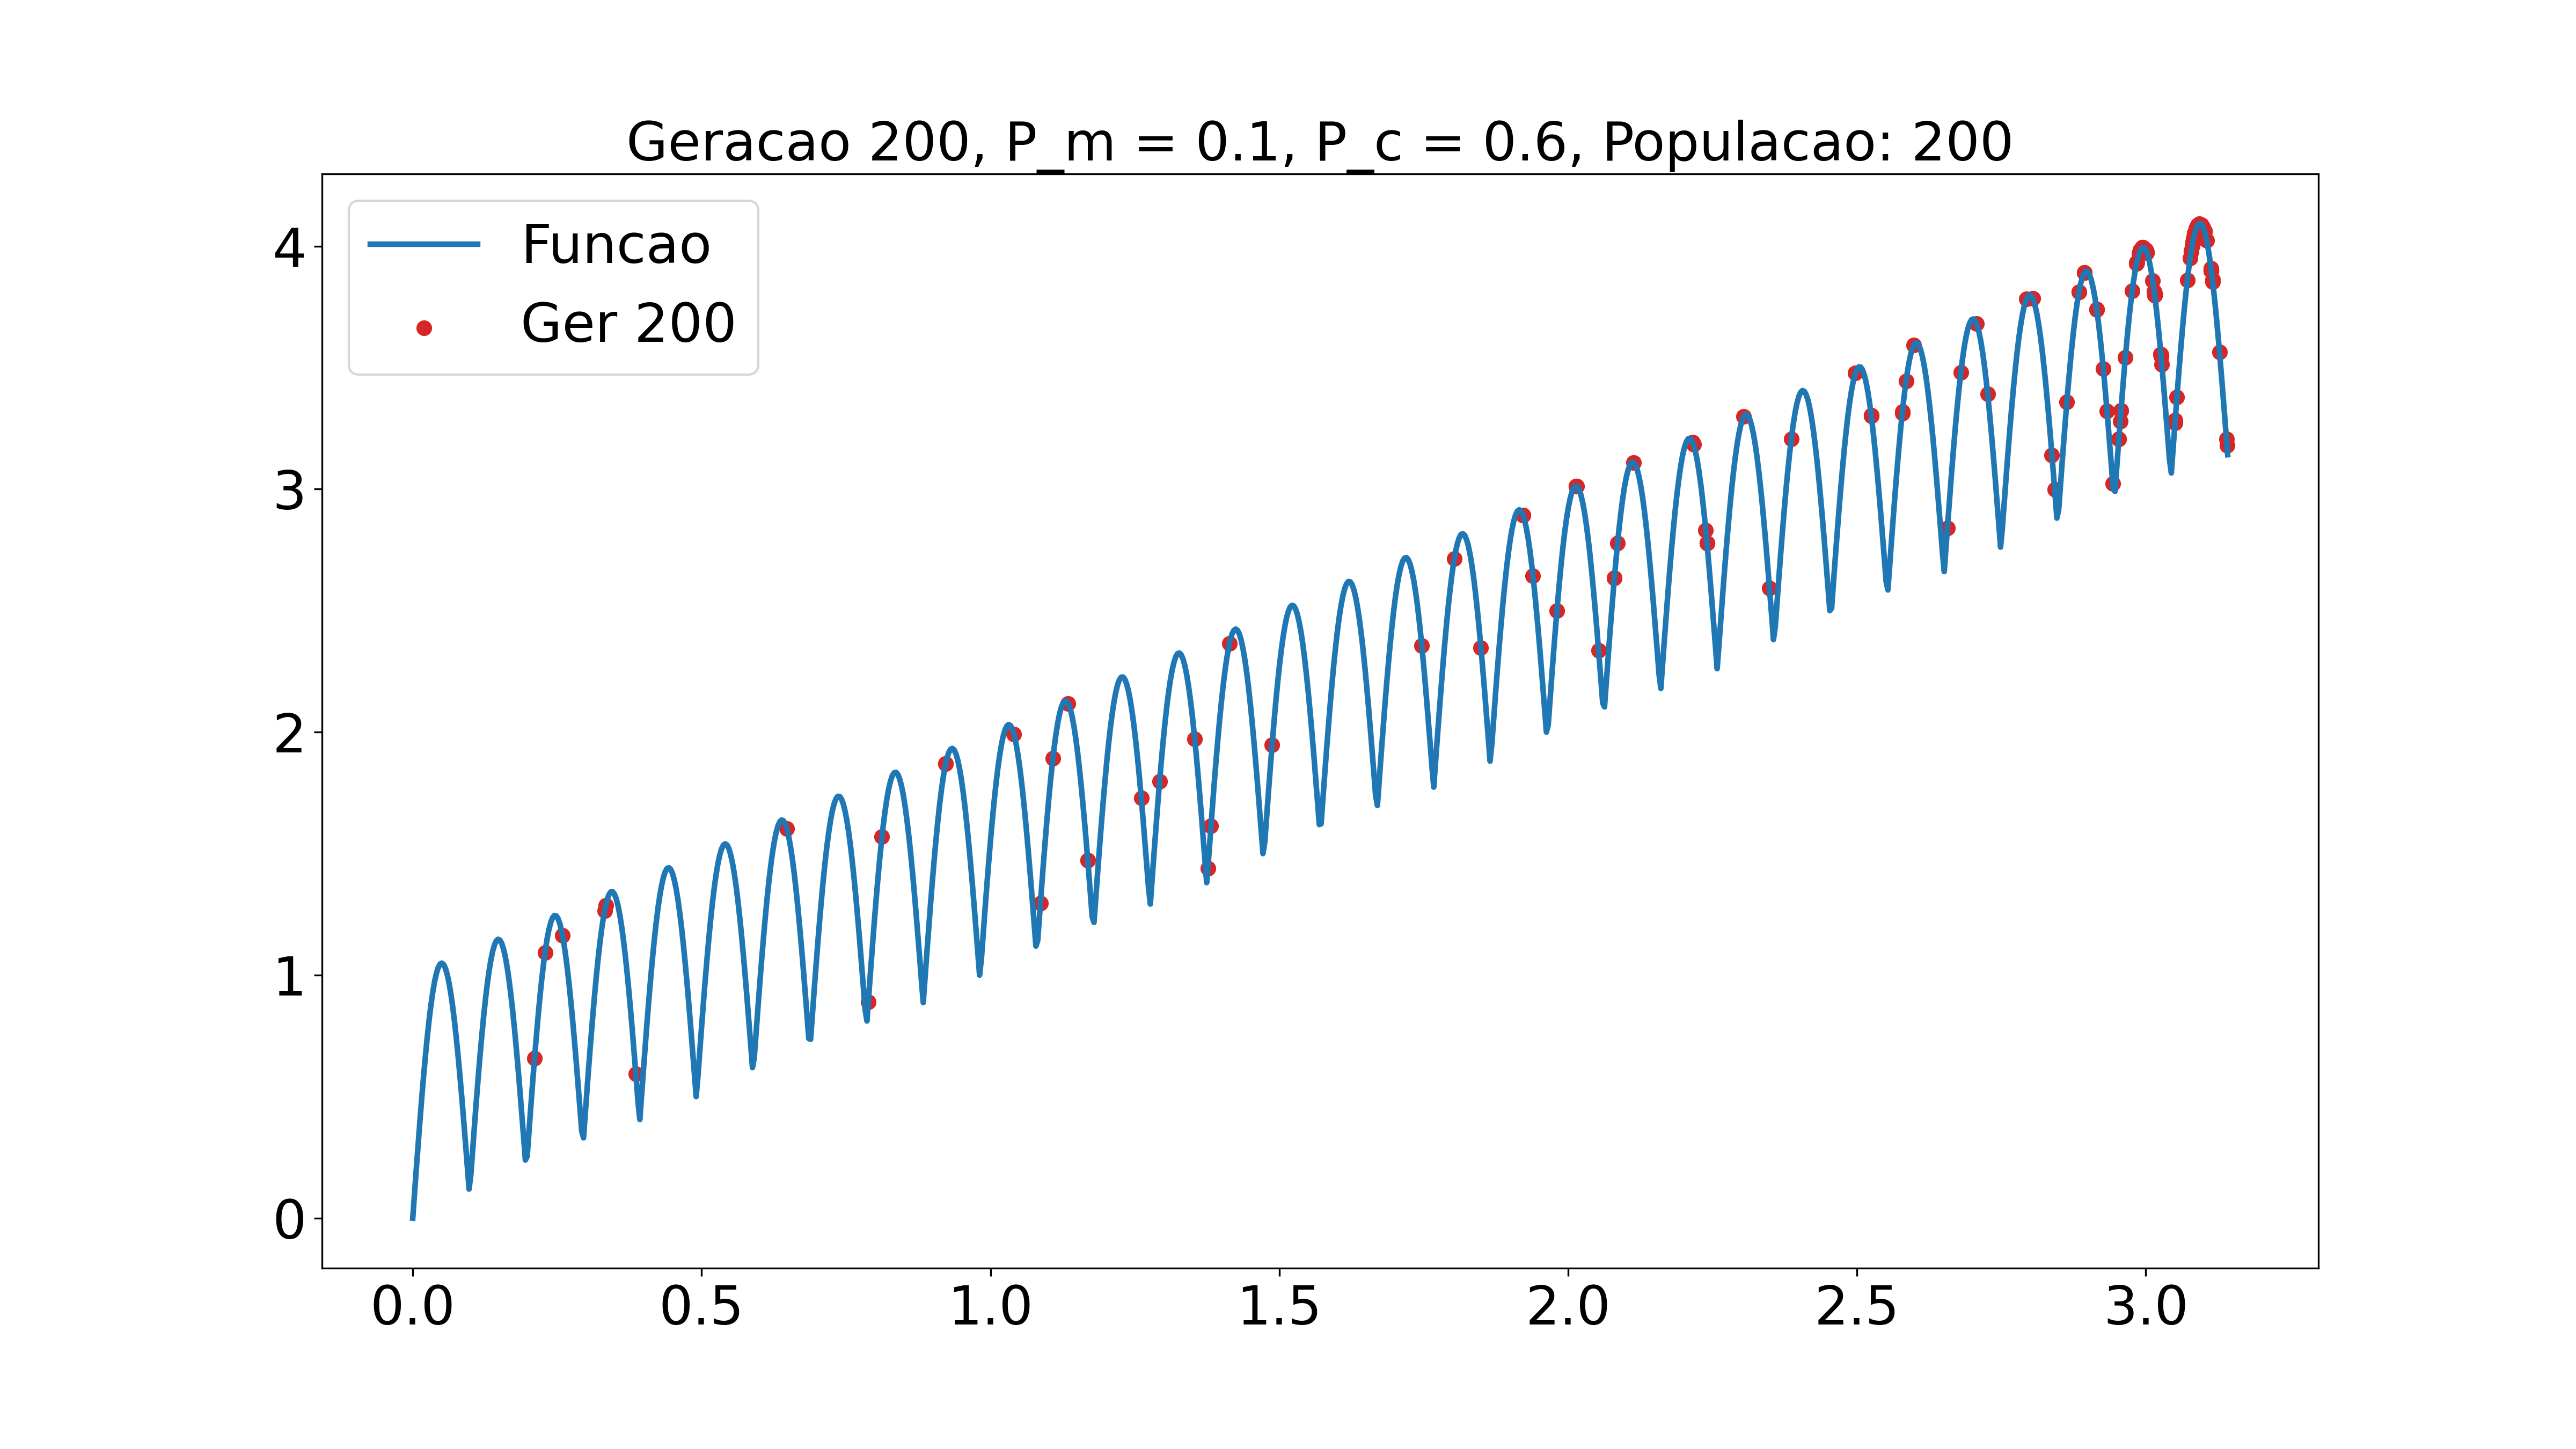 Geracao 200, P_m = 0.1, P_c = 0.6, Populacao: 200
Funcao
Ger 200
4
3
2
1
0
0.0 0.5 1.0 1.5 2.0 2.5 3.0